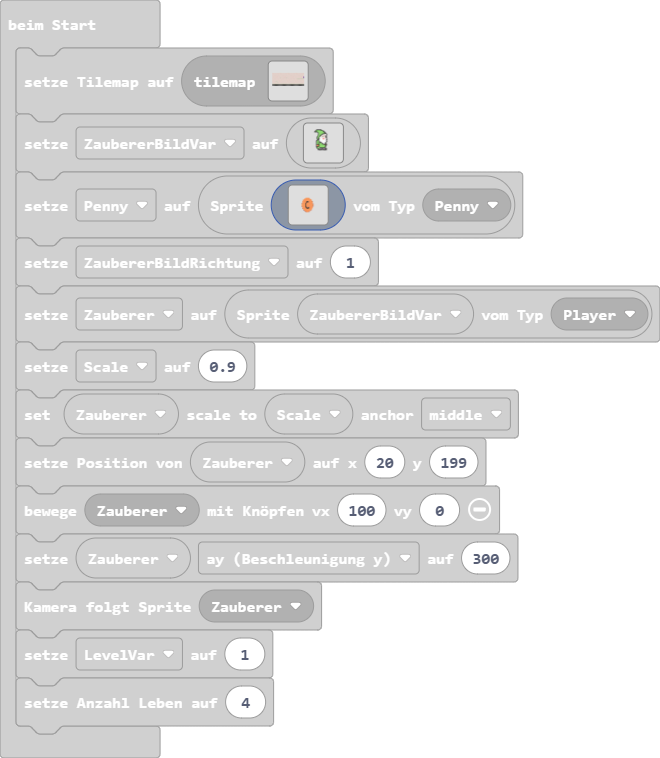 beim Start
setze Tilemap auf tilemap
setze ZaubererBildVar auf
setze Penny auf Sprite C vom Typ Penny
setze ZaubererBildRichtung auf 1
setze Zauberer auf Sprite ZaubererBildVar vom Typ Player
setze Scale auf 0.9
set Zauberer scale to Scale anchor middle
setze Position von Zauberer auf x 20 y 199
bewege Zauberer mit Knöpfen vx 100 vy 0
setze Zauberer ay (Beschleunigung y) auf 300
Kamera folgt Sprite Zauberer
setze LevelVar auf 1
setze Anzahl Leben auf 4